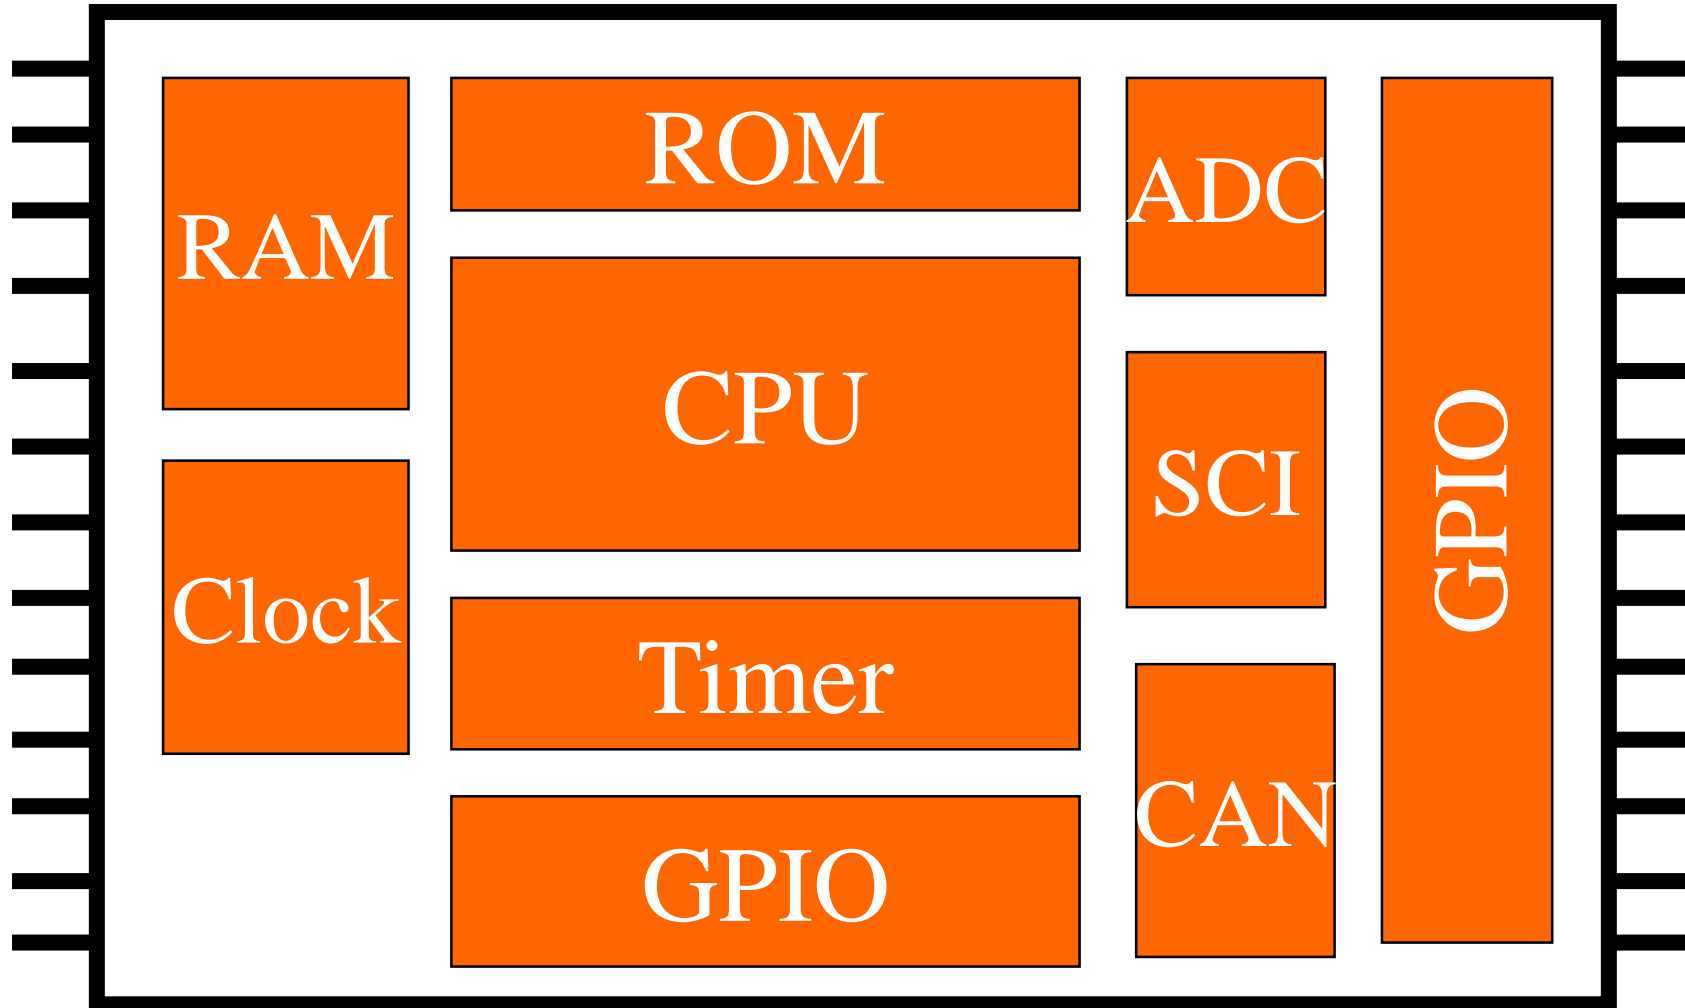 RAM
Clock
ROM
CPU
Timer
GPIO
ADC
SCI
CAN
GPIO